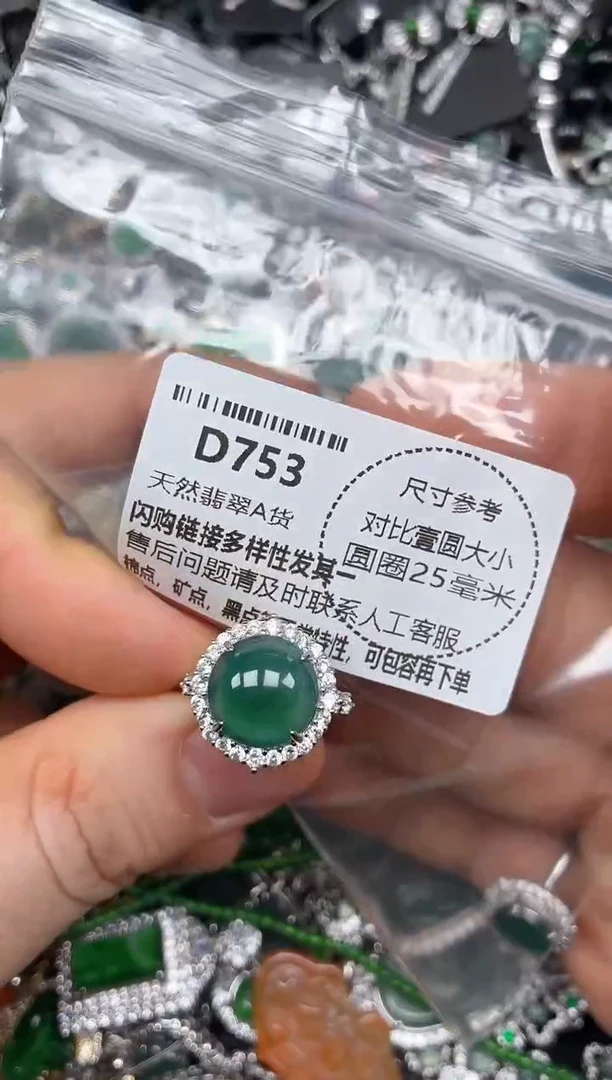 D753
天然翡翠A货
闪购链接多样性发其一
售后问题请及时联系人工客服
棉点，矿点，黑点 特性，可包容再下单
尺寸参考
对比壹圆大小
圆圈25毫米